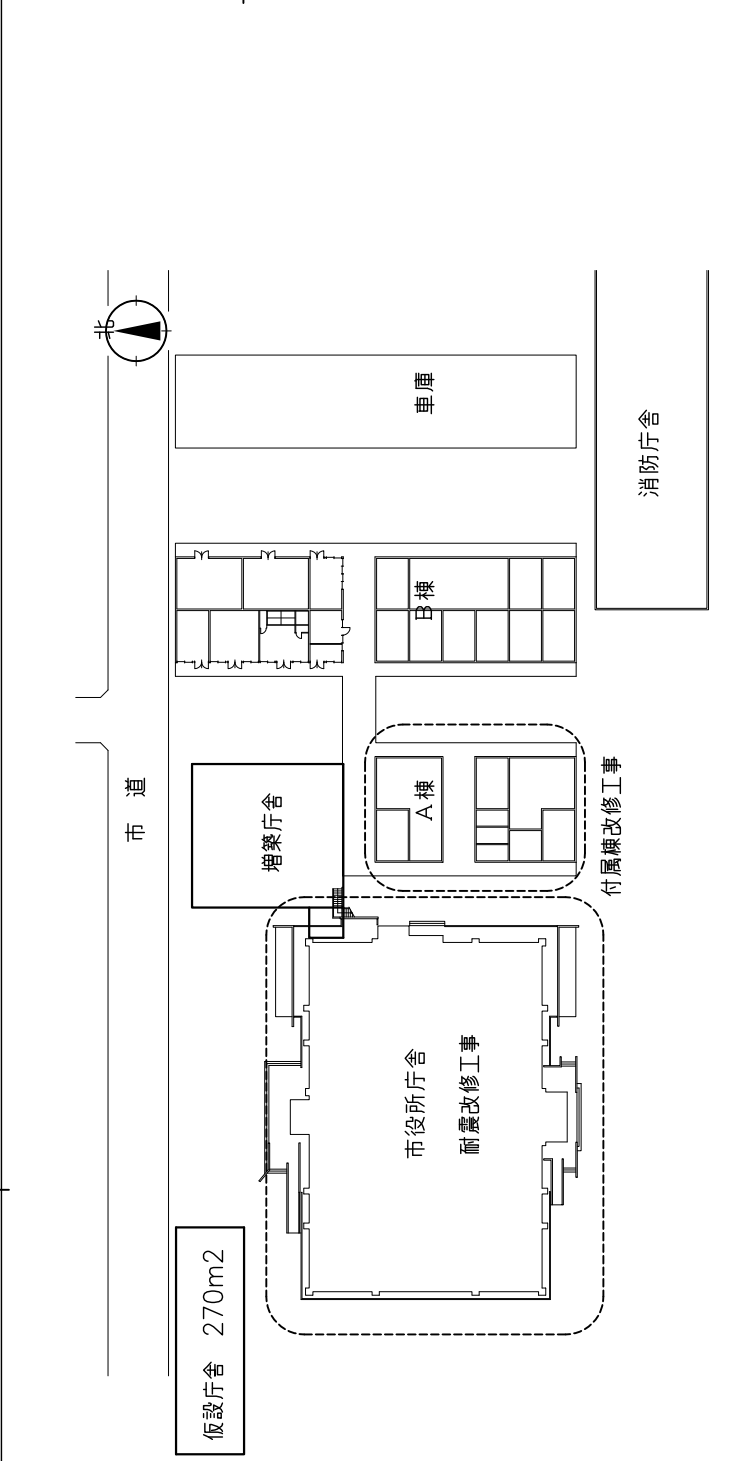 北
市道
仮設庁舎 270m2
増築庁舎
市役所庁舎
耐震改修工事
A棟
付属棟改修工事
B棟
車庫
消防庁舎